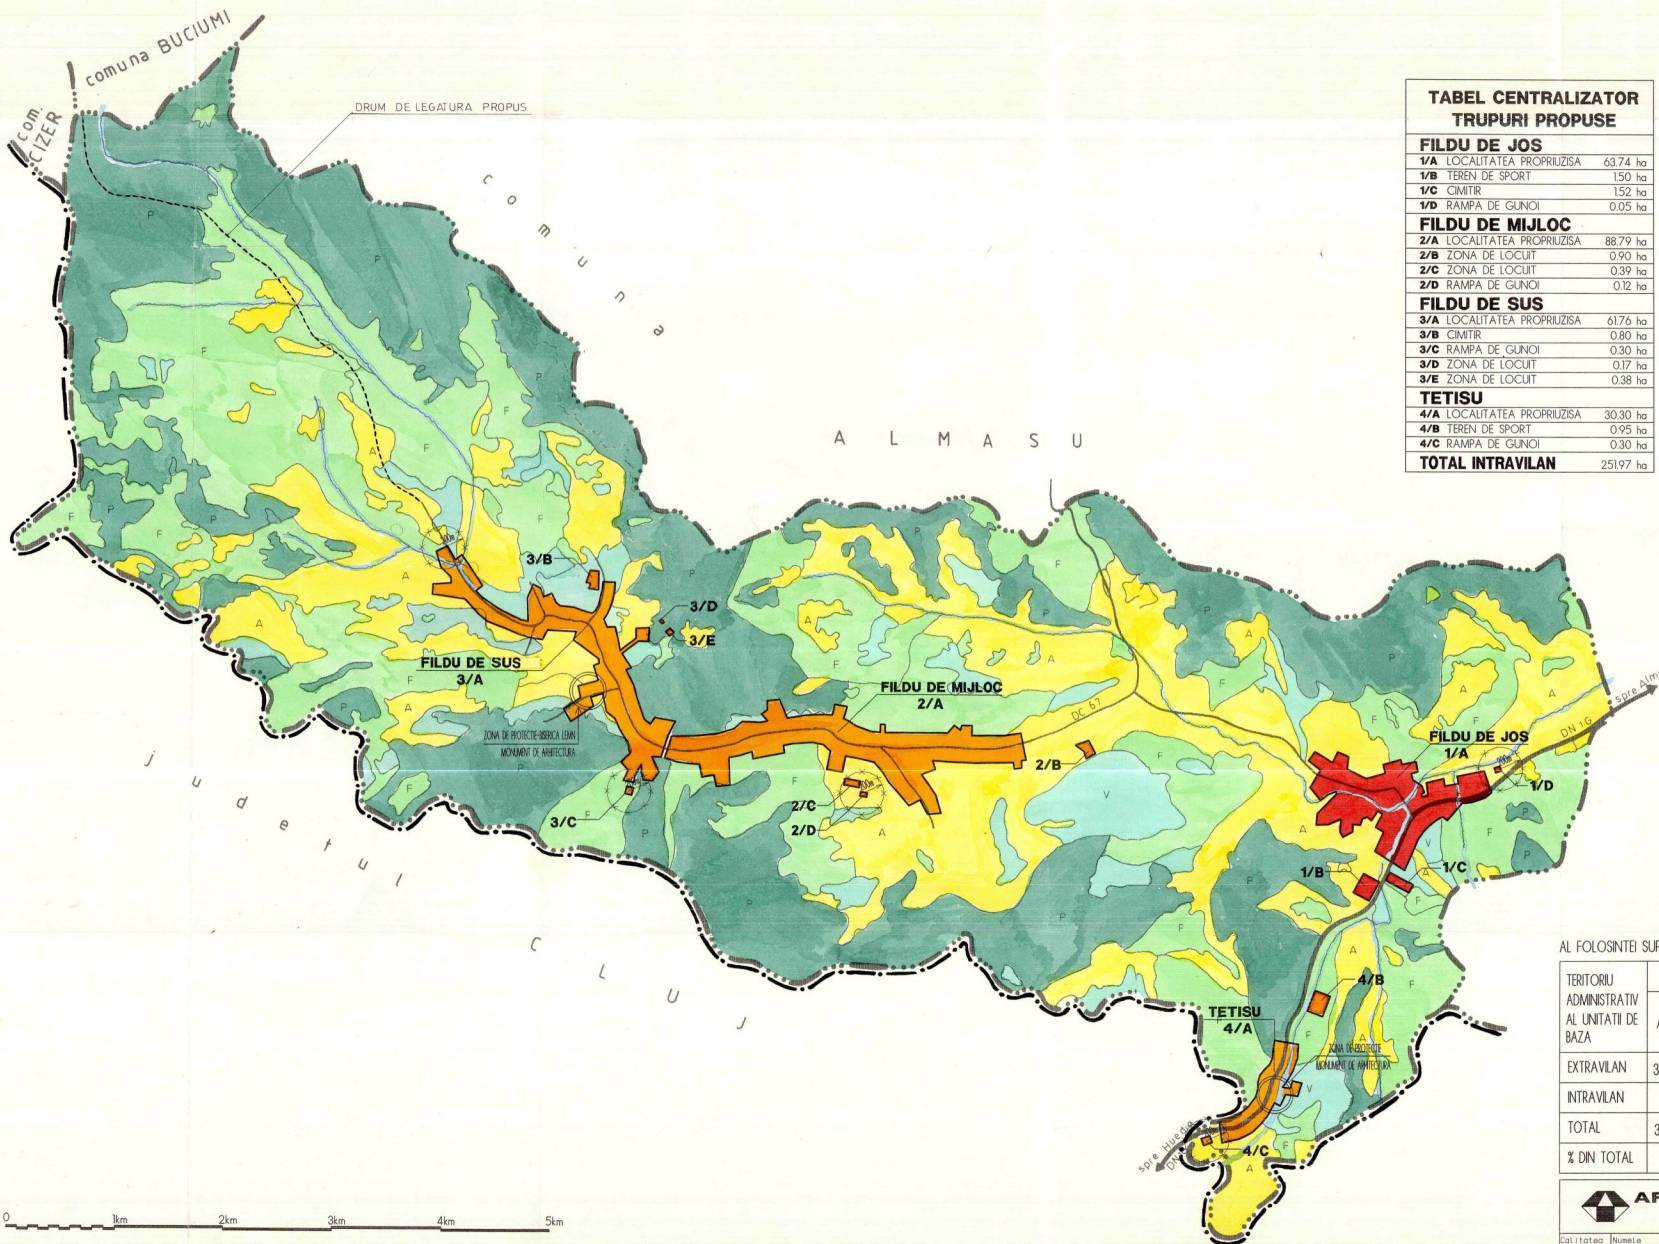 comuna BUCIUMI
com.
CIZER
DRUM DE LEGATURA PROPUS
comuna
ALMASU
judetul
CLUJ
TABEL CENTRALIZATOR
TRUPURI PROPUSE
FILDU DE JOS
1/A LOCALITATEA PROPRIUZISA 63.74 ha
1/B TEREN DE SPORT 1.50 ha
1/C CIMITIR 1.52 ha
1/D RAMPA DE GUNOI 0.05 ha
FILDU DE MIJLOC
2/A LOCALITATEA PROPRIUZISA 88.79 ha
2/B ZONA DE LOCUIT 0.90 ha
2/C ZONA DE LOCUIT 0.39 ha
2/D RAMPA DE GUNOI 0.12 ha
FILDU DE SUS
3/A LOCALITATEA PROPRIUZISA 61.76 ha
3/B CIMITIR 0.80 ha
3/C RAMPA DE GUNOI 0.30 ha
3/D ZONA DE LOCUIT 0.17 ha
3/E ZONA DE LOCUIT 0.38 ha
TETISU
4/A LOCALITATEA PROPRIUZISA 30.30 ha
4/B TEREN DE SPORT 0.95 ha
4/C RAMPA DE GUNOI 0.30 ha
TOTAL INTRAVILAN 251.97 ha
3/B
3/D
3/E
FILDU DE SUS
3/A
ZONA DE PROTECTIE-BISERICA LEMN
MONUMENT DE ARHITECTURA
3/C
FILDU DE MIJLOC
2/A
DC 67
2/B
2/C
2/D
FILDU DE JOS
1/A
DN 1G
spre Alm
1/D
1/B
1/C
4/B
TETISU
4/A
ZONA DE PROTECTIE
MONUMENT DE ARHITECTURA
spre Huedin
DN
4/C
0 1km 2km 3km 4km 5km
AL FOLOSINTEI SUP
TERITORIU
ADMINISTRATIV
AL UNITATII DE
BAZA
EXTRAVILAN 3
INTRAVILAN
TOTAL 3
% DIN TOTAL
Calitatea Numele